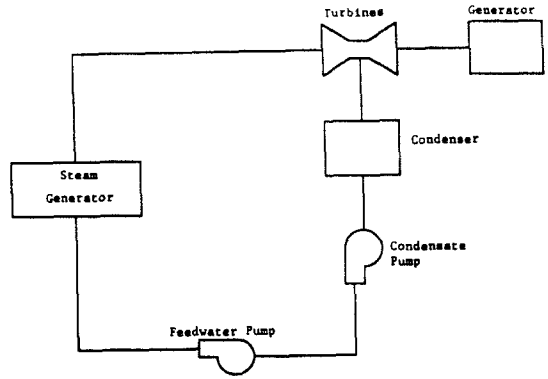 Turbines
Generator
Condenser
Steam
Generator
Condensate
Pump
Feedwater Pump